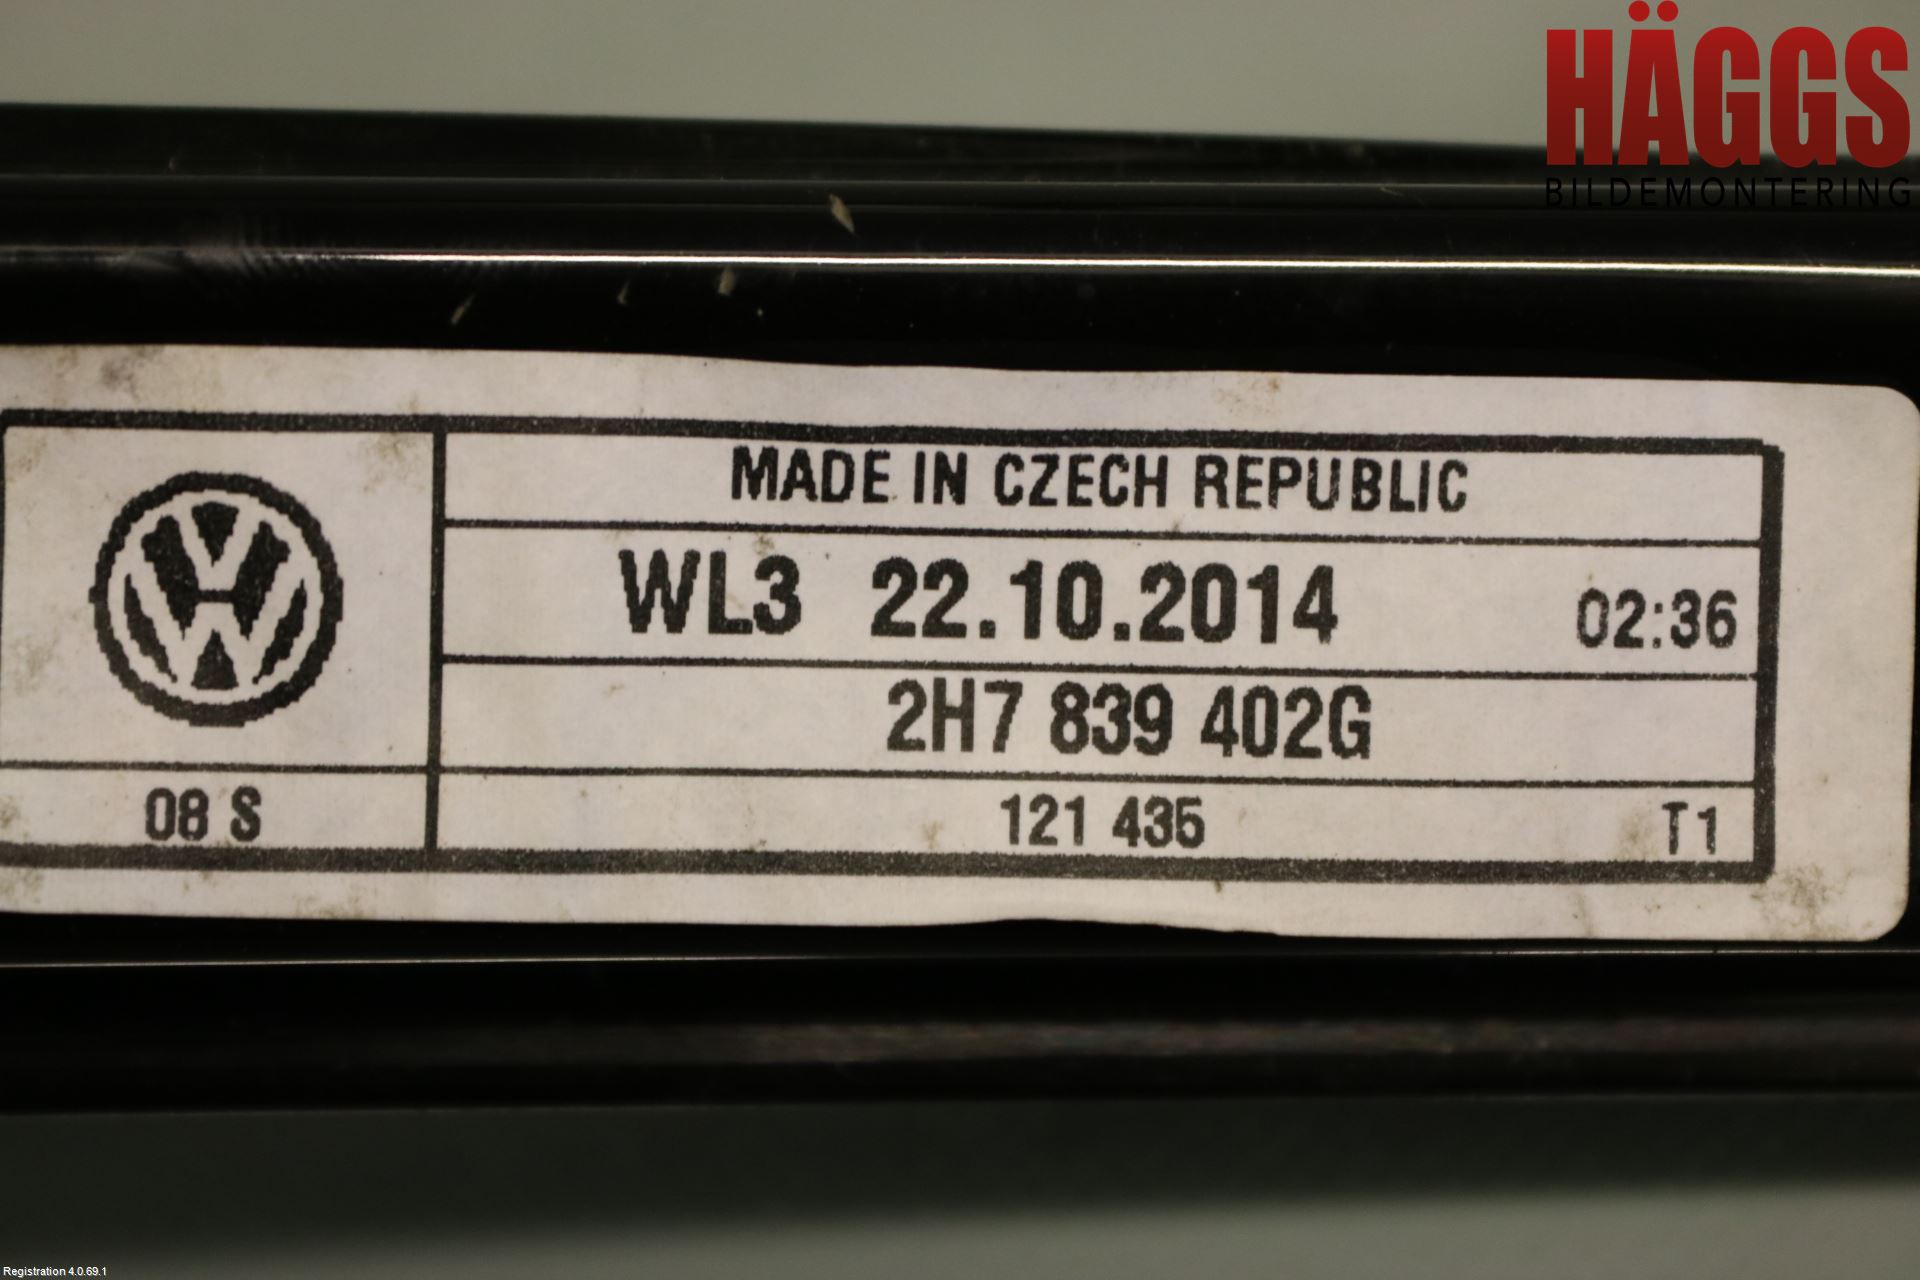 HÄGGS
BILDEMONTERING
MADE IN CZECH REPUBLIC
WL3 22.10.2014 02:36
2H7 839 402G
08 S 121 435 T1
Registration 4.0.69.1